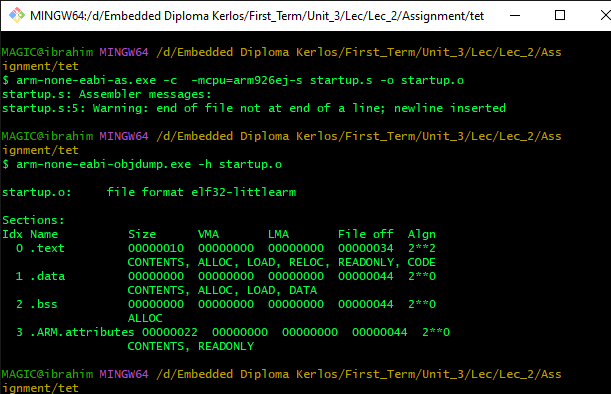 MINGW64:/d/Embedded Diploma Kerlos/First_Term/Unit_3/Lec/Lec_2/Assignment/tet
MAGIC@ibrahim MINGW64 /d/Embedded Diploma Kerlos/First_Term/Unit_3/Lec/Lec_2/Ass
ignment/tet
$ arm-none-eabi-as.exe -c  -mcpu=arm926ej-s startup.s -o startup.o
startup.s: Assembler messages:
startup.s:5: Warning: end of file not at end of a line; newline inserted
MAGIC@ibrahim MINGW64 /d/Embedded Diploma Kerlos/First_Term/Unit_3/Lec/Lec_2/Ass
ignment/tet
$ arm-none-eabi-objdump.exe -h startup.o
startup.o:     file format elf32-littlearm
Sections:
Idx Name          Size      VMA       LMA       File off  Algn
  0 .text         00000010  00000000  00000000  00000034  2**2
                  CONTENTS, ALLOC, LOAD, RELOC, READONLY, CODE
  1 .data         00000000  00000000  00000000  00000044  2**0
                  CONTENTS, ALLOC, LOAD, DATA
  2 .bss          00000000  00000000  00000000  00000044  2**0
                  ALLOC
  3 .ARM.attributes 00000022  00000000  00000000  00000044  2**0
                  CONTENTS, READONLY
MAGIC@ibrahim MINGW64 /d/Embedded Diploma Kerlos/First_Term/Unit_3/Lec/Lec_2/Ass
ignment/tet